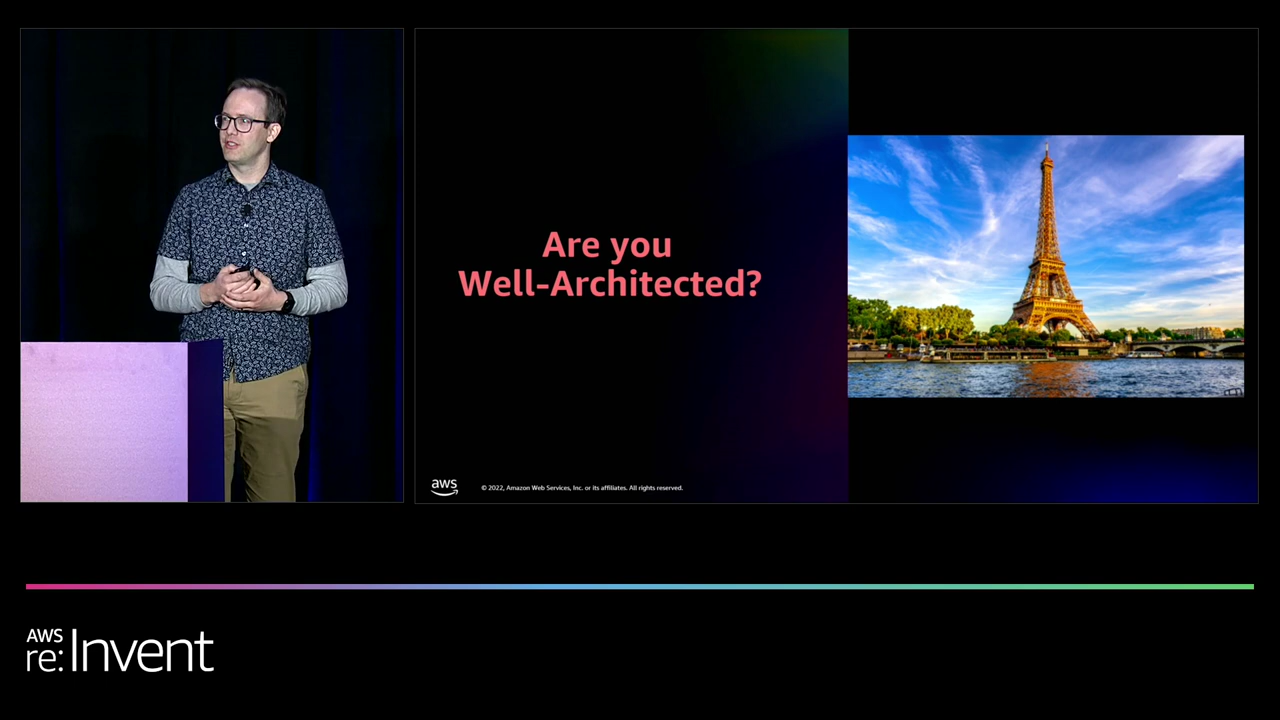 Are you
Well-Architected?
aws
© 2022, Amazon Web Services, Inc. or its affiliates. All rights reserved.
AWS
re:Invent